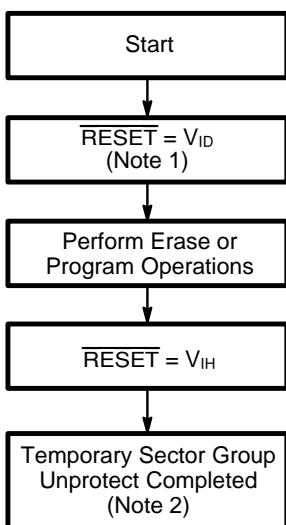 Start
RESET = VID
(Note 1)
Perform Erase or
Program Operations
RESET = VIH
Temporary Sector Group
Unprotect Completed
(Note 2)